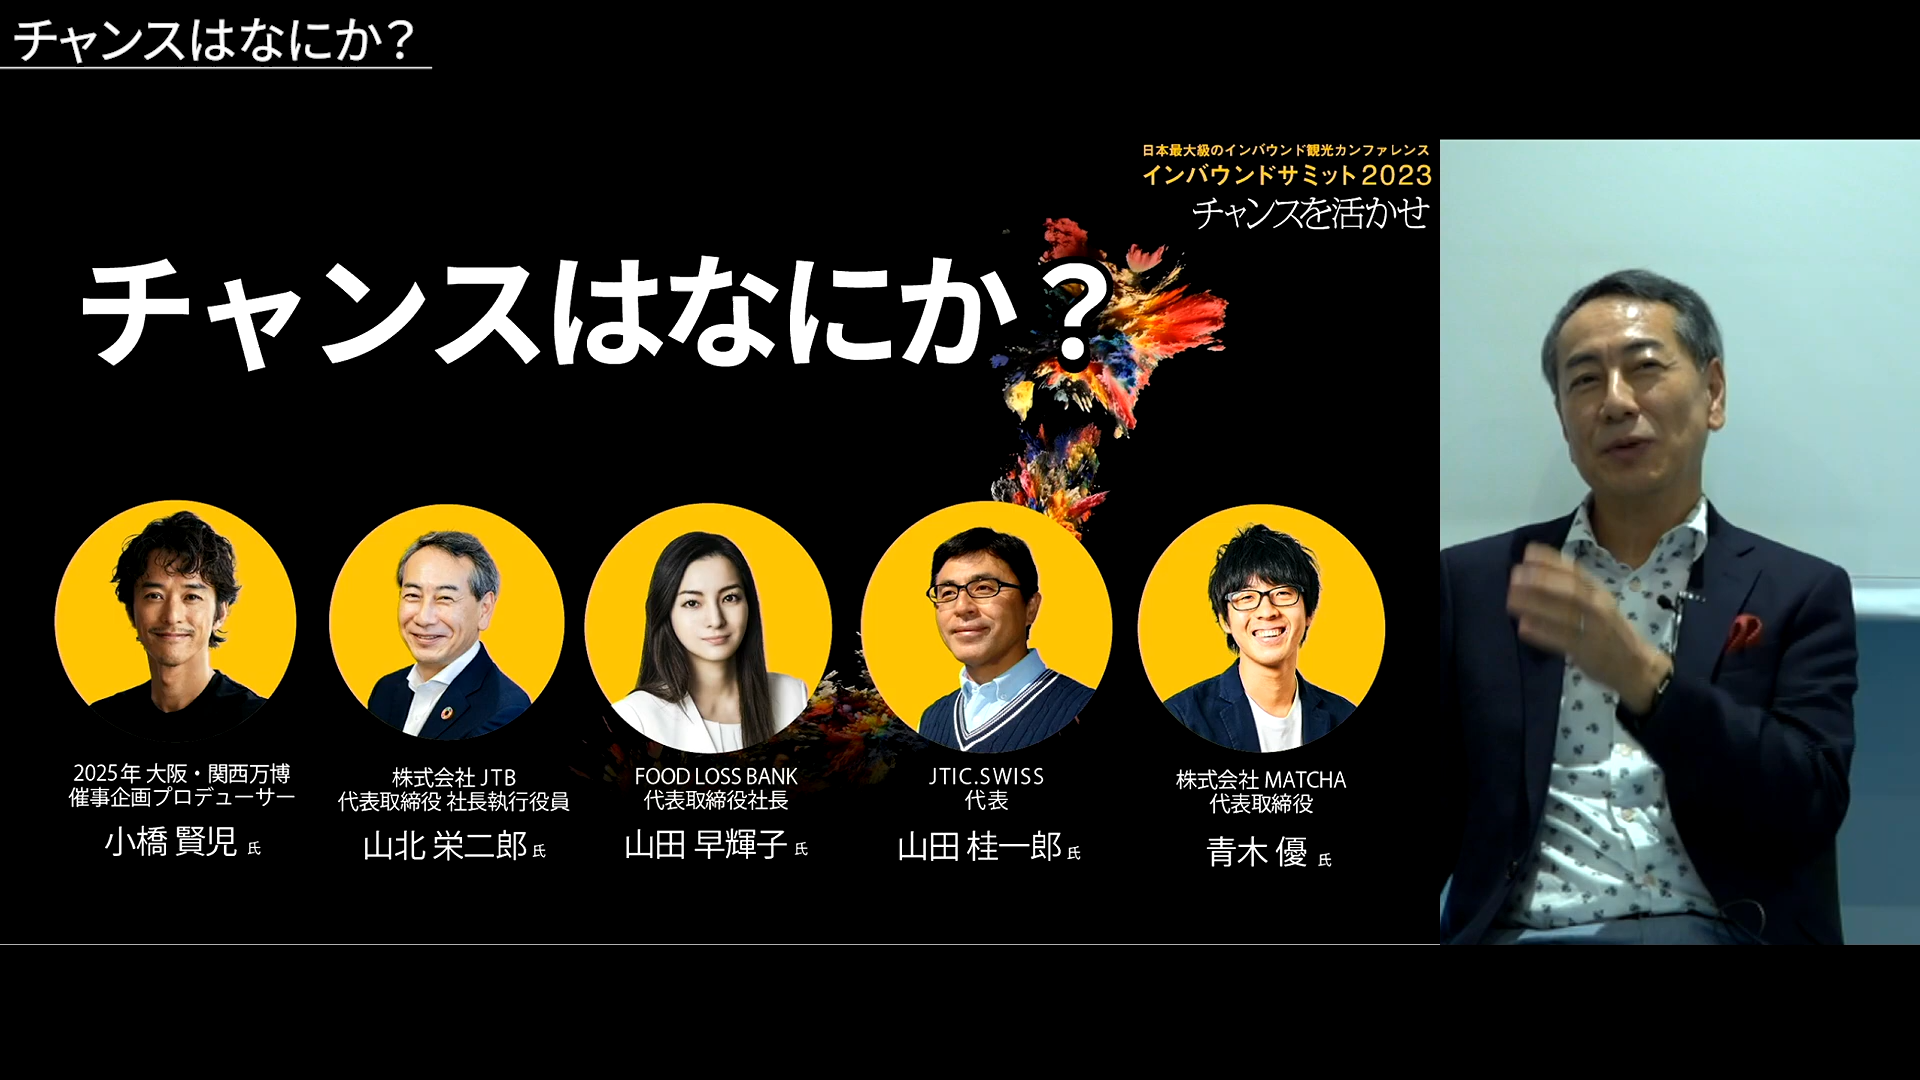 チャンスはなにか？
日本最大級のインバウンド観光カンファレンス
インバウンドサミット2023
チャンスを活かせ
チャンスはなにか？
2025年 大阪・関西万博
催事企画プロデューサー
小橋 賢児 氏
株式会社 JTB
代表取締役 社長執行役員
山北 栄二郎 氏
FOOD LOSS BANK
代表取締役社長
山田 早輝子 氏
JTIC.SWISS
代表
山田 桂一郎 氏
株式会社 MATCHA
代表取締役
青木 優 氏